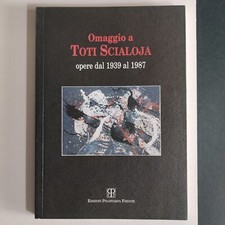 Omaggio a
TOTI SCIALOJA
opere dal 1939 al 1987
EDIZIONI POLISTAMPA FIRENZE